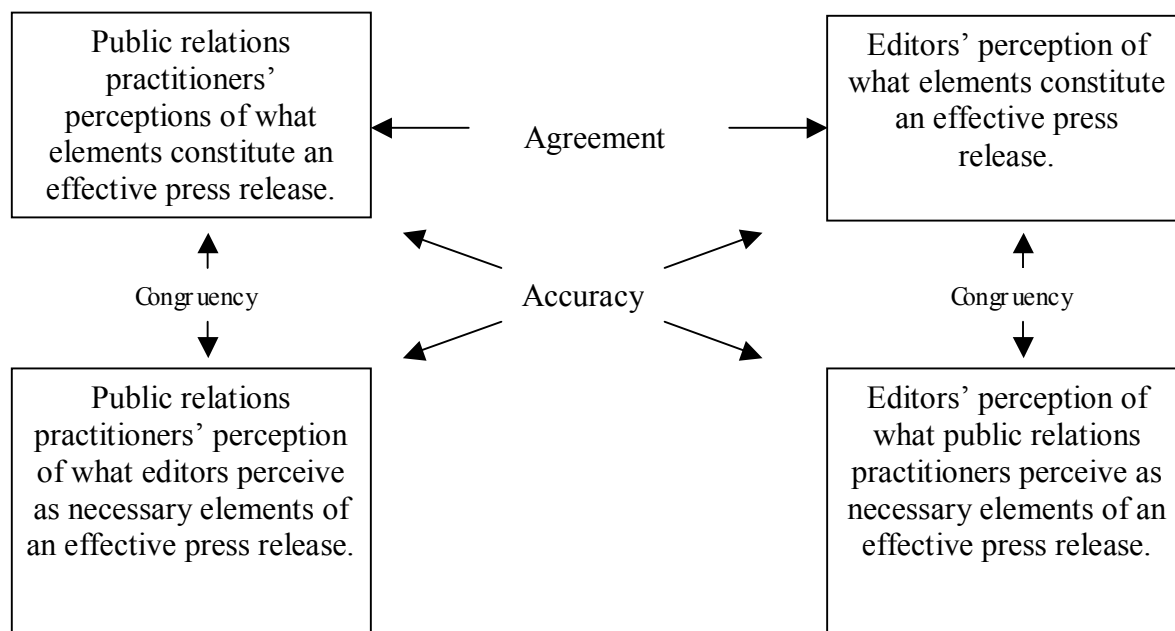 Public relations
practitioners’
perceptions of what
elements constitute an
effective press release.
Agreement
Editors’ perception of
what elements constitute
an effective press
release.
Congruency
Accuracy
Congruency
Public relations
practitioners’ perception
of what editors perceive
as necessary elements of
an effective press release.
Editors’ perception of
what public relations
practitioners perceive as
necessary elements of an
effective press release.